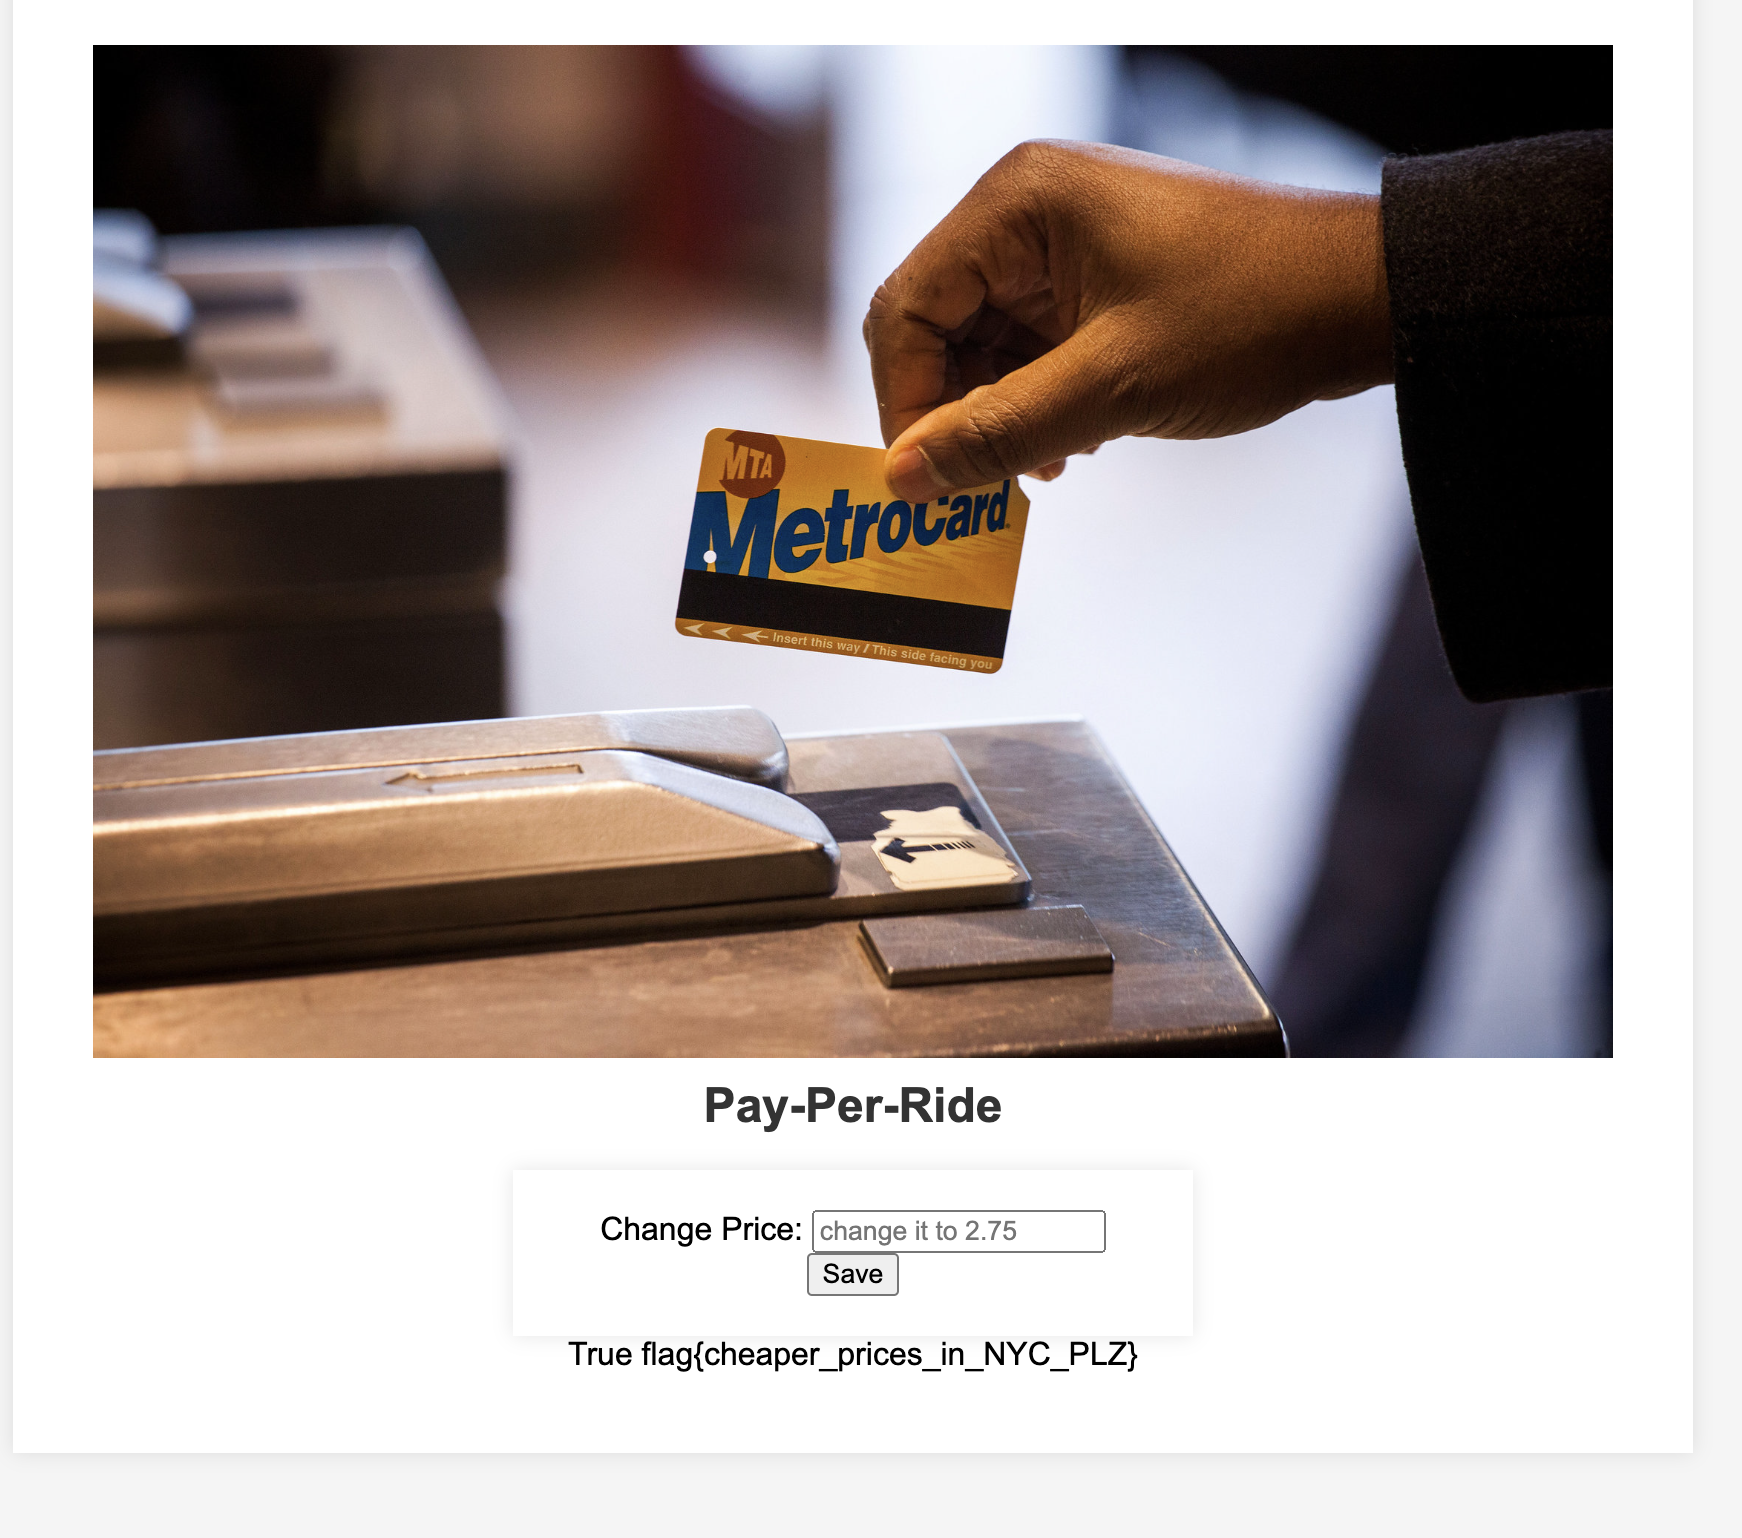 MTA
MetroCard
Insert this way / This side facing you
Pay-Per-Ride
Change Price: change it to 2.75
Save
True flag{cheaper_prices_in_NYC_PLZ}